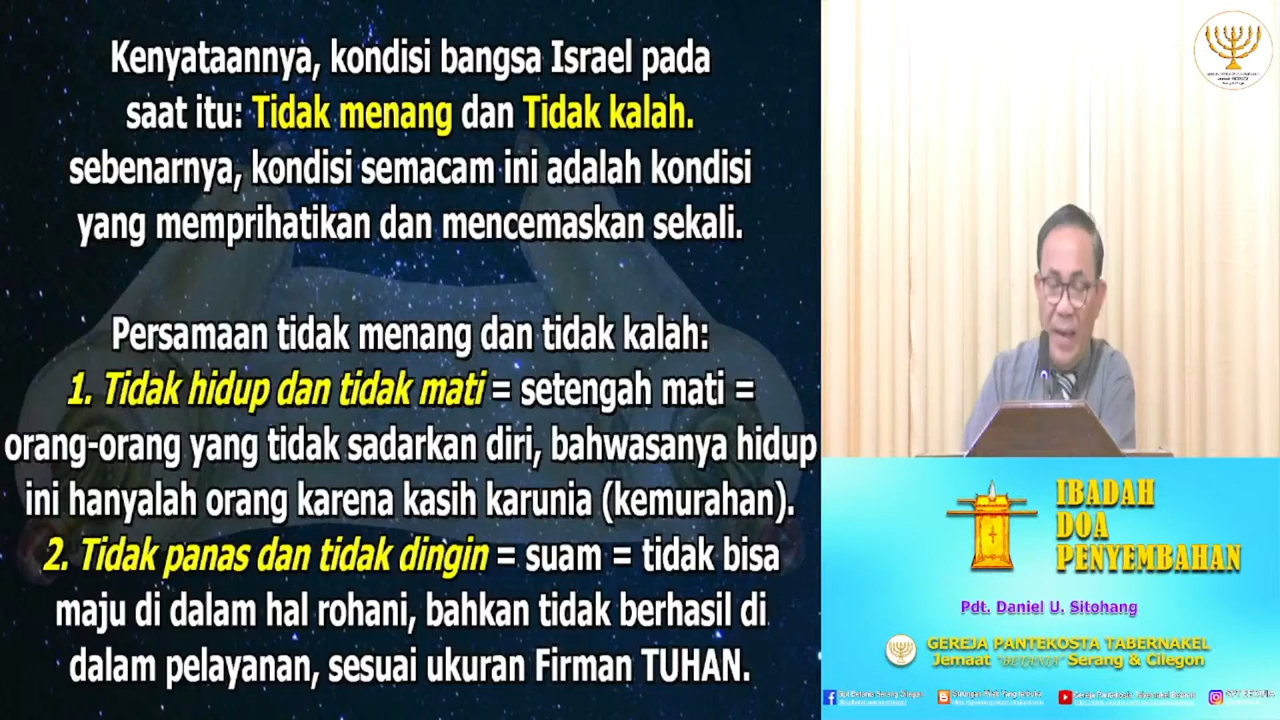 Kenyataannya, kondisi bangsa Israel pada
saat itu: Tidak menang dan Tidak kalah.
sebenarnya, kondisi semacam ini adalah kondisi
yang memprihatikan dan mencemaskan sekali.
Persamaan tidak menang dan tidak kalah:
1. Tidak hidup dan tidak mati = setengah mati =
orang-orang yang tidak sadarkan diri, bahwasanya hidup
ini hanyalah orang karena kasih karunia (kemurahan).
2. Tidak panas dan tidak dingin = suam = tidak bisa
maju di dalam hal rohani, bahkan tidak berhasil di
dalam pelayanan, sesuai ukuran Firman TUHAN.
IBADAH
DOA
PENYEMBAHAN
Pdt. Daniel U. Sitohang
GEREJA PANTEKOSTA TABERNAKEL
Jemaat "BETANIA" Serang & Cilegon